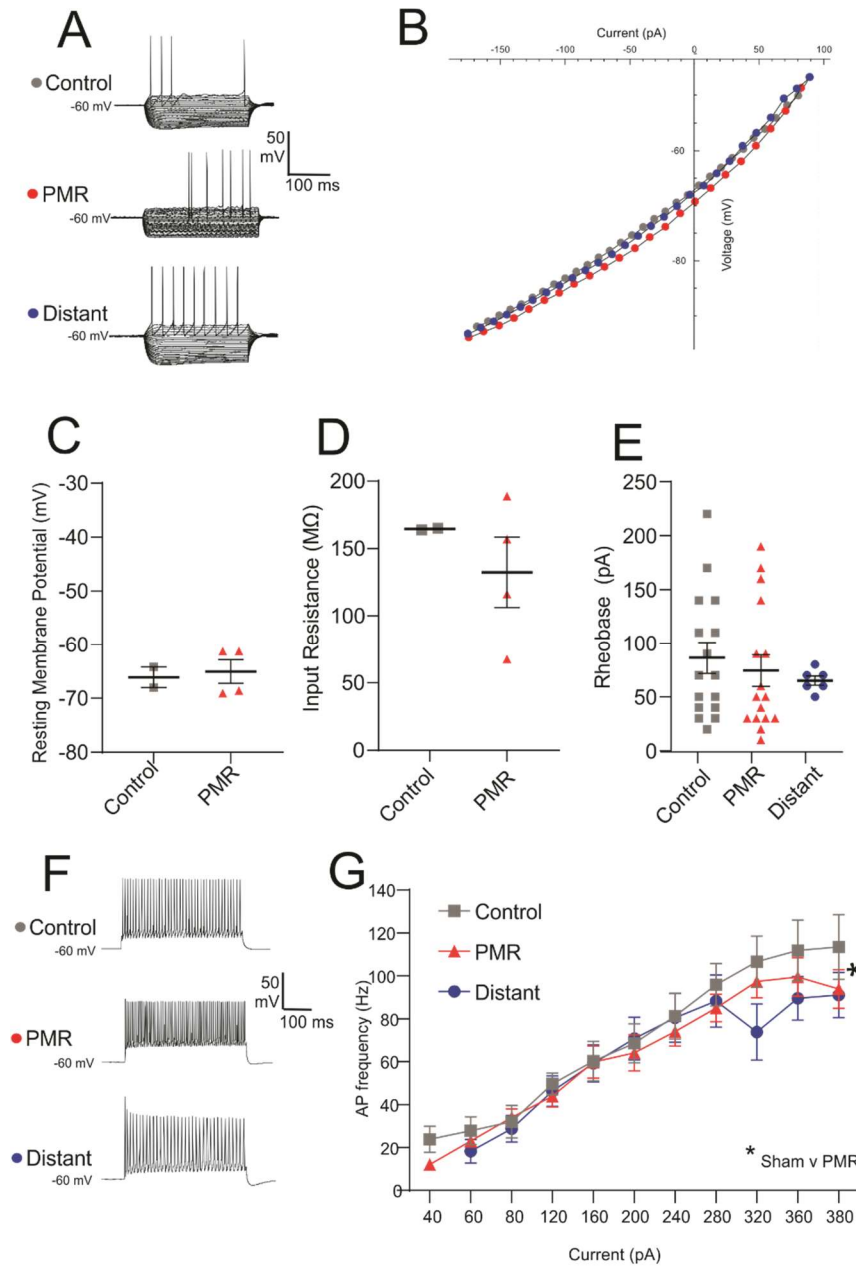 A
Control
-60 mV
PMR
-60 mV
Distant
-60 mV
50
mV
100 ms
B
Current (pA)
-150
-100
-50
0
50
100
-60
-80
Voltage (mV)
C
Resting Membrane Potential (mV)
-30
-40
-50
-60
-70
-80
Control
PMR
D
Input Resistance (MΩ)
200
150
100
50
0
Control
PMR
E
Rheobase (pA)
250
200
150
100
50
0
Control
PMR
Distant
F
Control
-60 mV
PMR
-60 mV
Distant
-60 mV
50
mV
100 ms
G
AP frequency (Hz)
140
120
100
80
60
40
20
0
Control
PMR
Distant
*
* Sham v PMR
40 60 80 120 160 200 240 280 320 360 380
Current (pA)